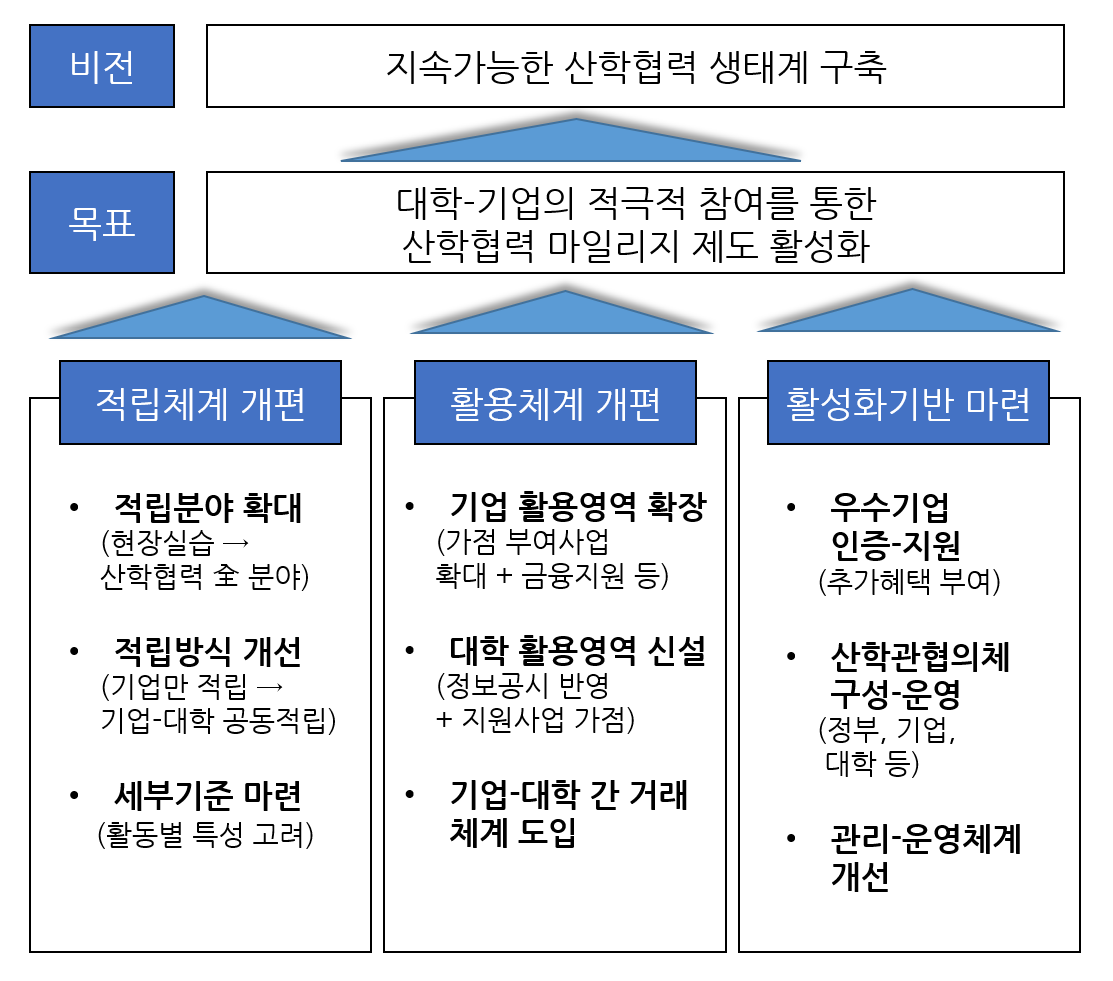 비전
지속가능한 산학협력 생태계 구축
목표
대학-기업의 적극적 참여를 통한
산학협력 마일리지 제도 활성화
적립체계 개편
• 적립분야 확대
(현장실습 →
산학협력 全 분야)
• 적립방식 개선
(기업만 적립 →
기업-대학 공동적립)
• 세부기준 마련
(활동별 특성 고려)
활용체계 개편
• 기업 활용영역 확장
(가점 부여사업
확대 + 금융지원 등)
• 대학 활용영역 신설
(정보공시 반영
+ 지원사업 가점)
• 기업-대학 간 거래
체계 도입
활성화기반 마련
• 우수기업
인증-지원
(추가혜택 부여)
• 산학관협의체
구성-운영
(정부, 기업,
대학 등)
• 관리-운영체계
개선